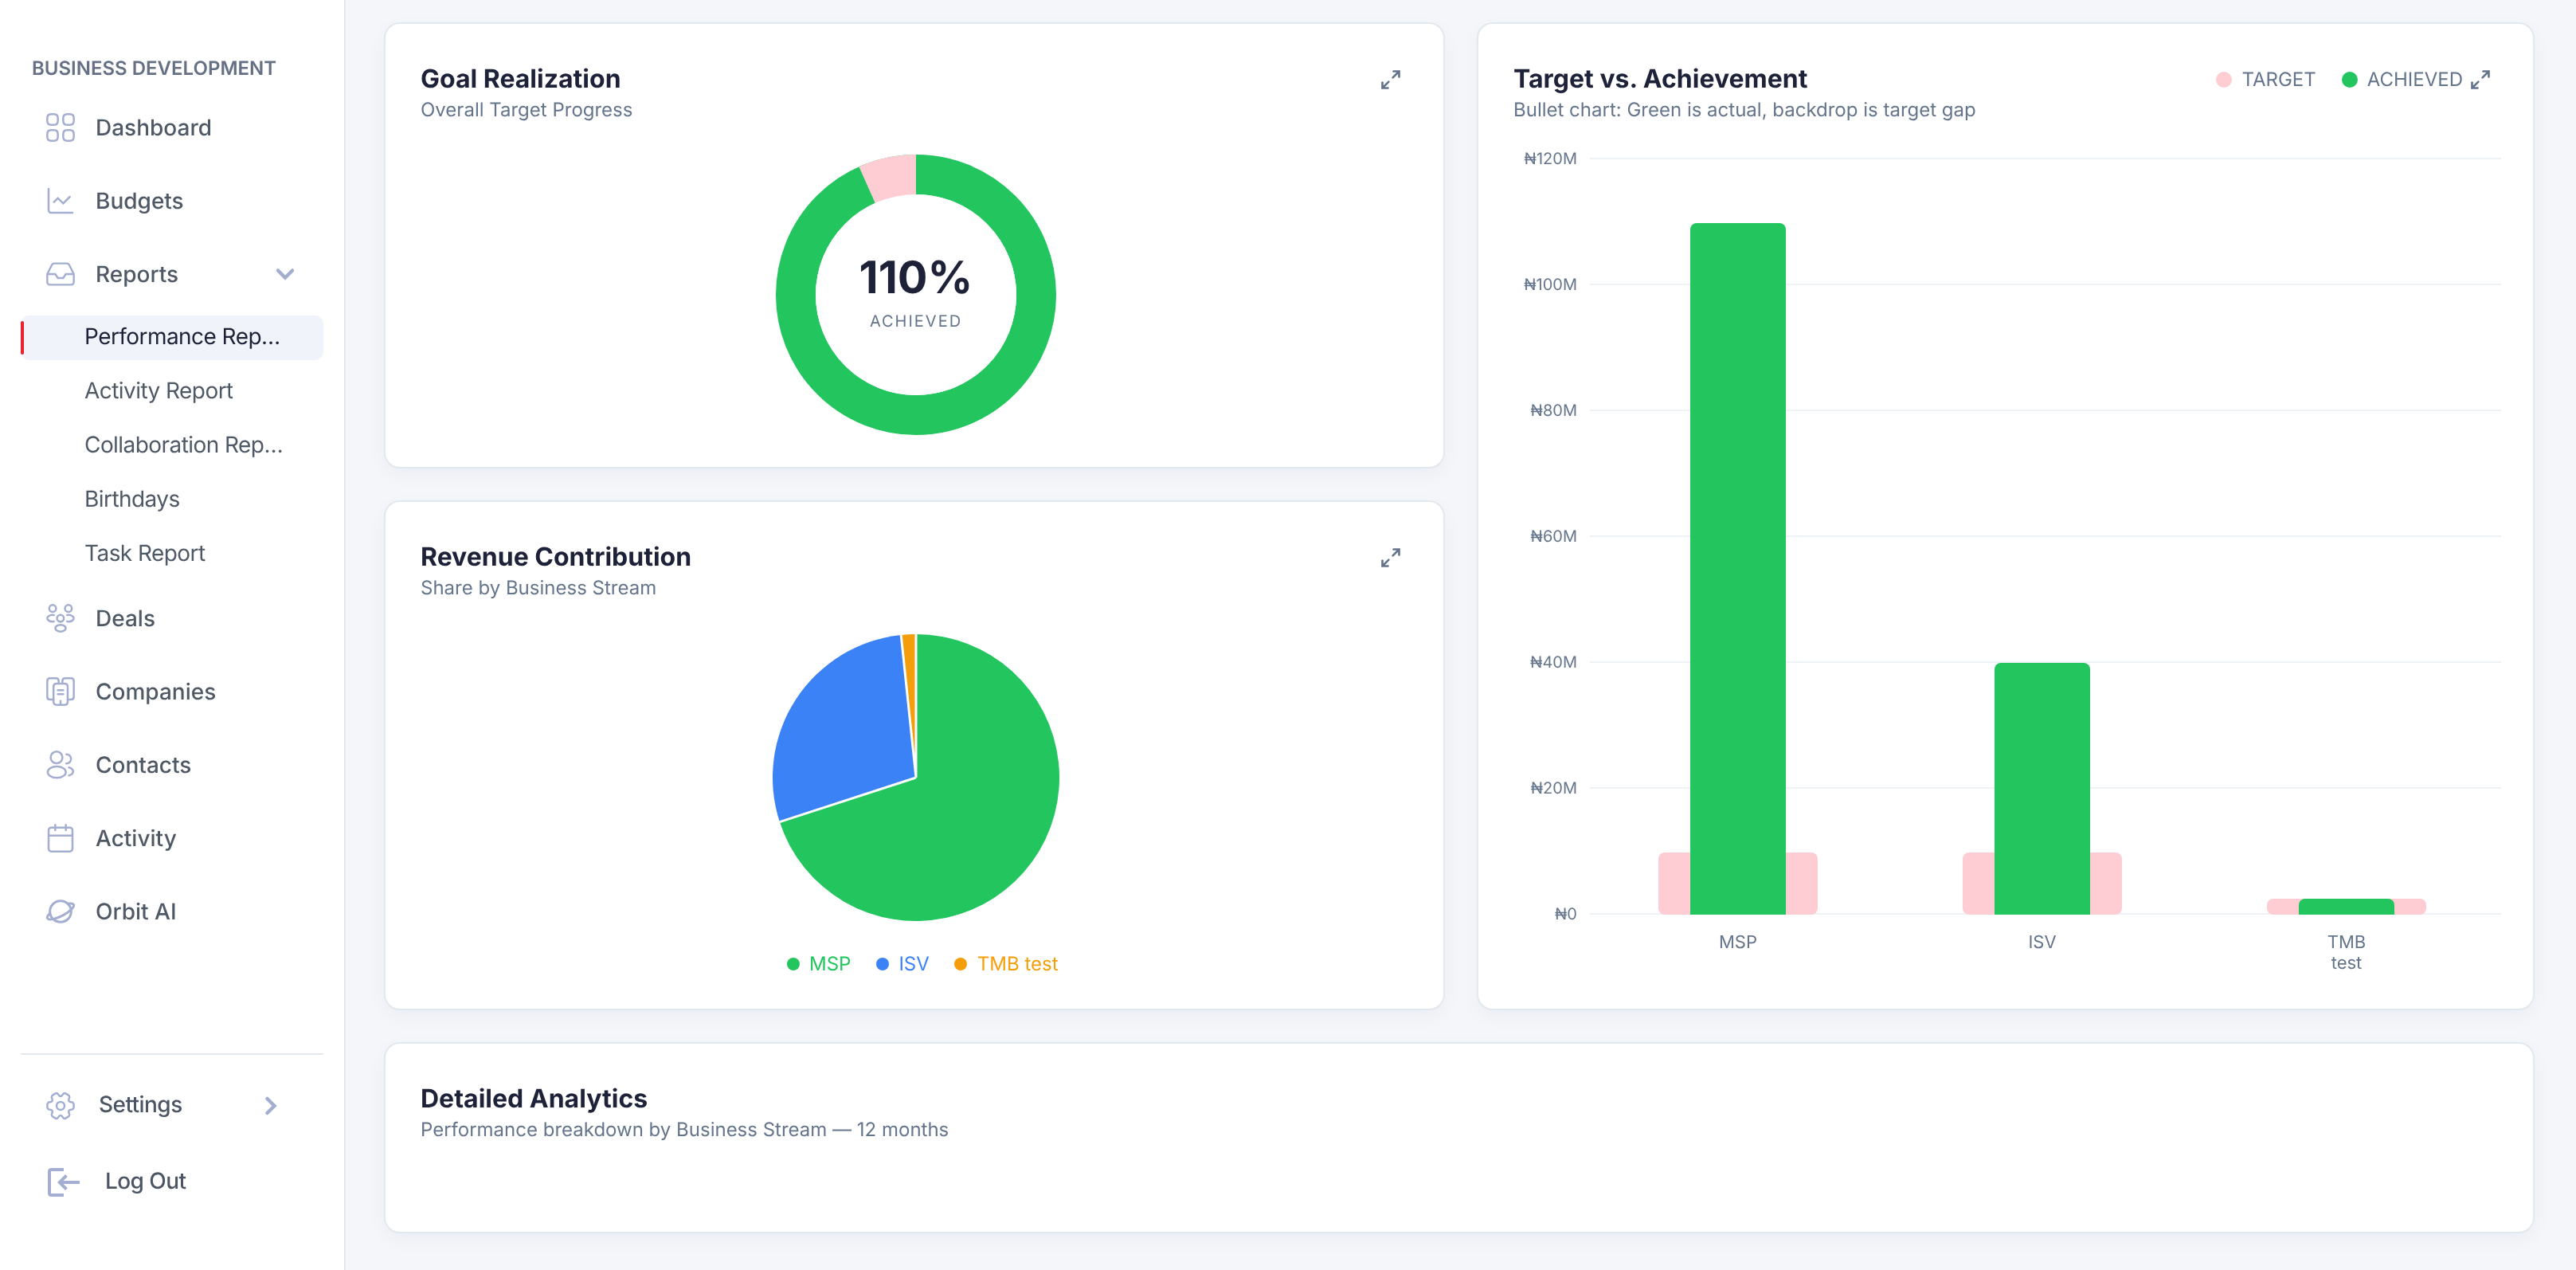 BUSINESS DEVELOPMENT
Dashboard
Budgets
Reports
Performance Rep...
Activity Report
Collaboration Rep...
Birthdays
Task Report
Deals
Companies
Contacts
Activity
Orbit AI
Settings
Log Out
Goal Realization
Overall Target Progress
110%
ACHIEVED
Revenue Contribution
Share by Business Stream
MSP ISV TMB test
Target vs. Achievement
Bullet chart: Green is actual, backdrop is target gap
TARGET ACHIEVED
₦120M
₦100M
₦80M
₦60M
₦40M
₦20M
₦0
MSP ISV TMB
test
Detailed Analytics
Performance breakdown by Business Stream — 12 months